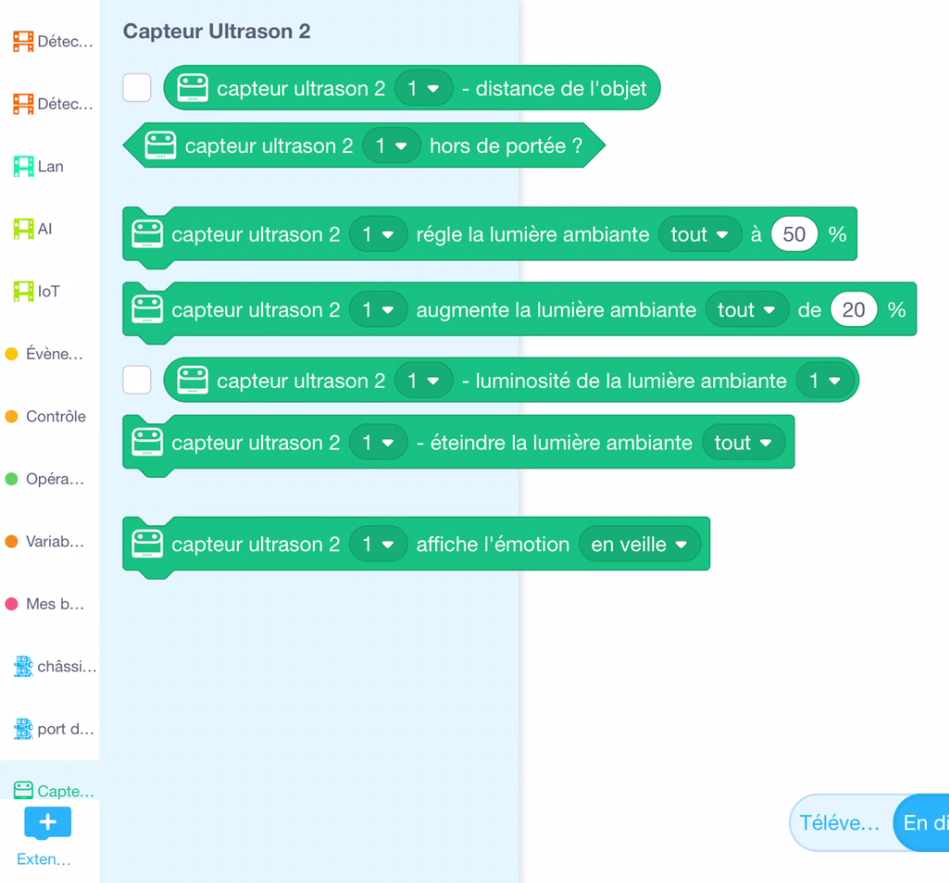 Capteur Ultrason 2
Détec...
capteur ultrason 2 1 - distance de l'objet
Détec...
capteur ultrason 2 1 hors de portée ?
Lan
AI
capteur ultrason 2 1 régle la lumière ambiante tout à 50 %
IoT
capteur ultrason 2 1 augmente la lumière ambiante tout de 20 %
Évène...
capteur ultrason 2 1 - luminosité de la lumière ambiante 1
Contrôle
capteur ultrason 2 1 - éteindre la lumière ambiante tout
Opéra...
Variab...
capteur ultrason 2 1 affiche l'émotion en veille
Mes b...
châssi...
port d...
Capte...
Téléve... En di
Exten...